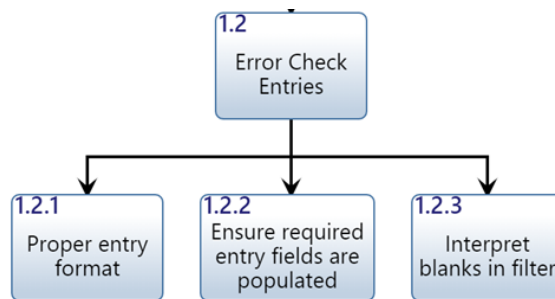 1.2
Error Check
Entries
1.2.1
Proper entry
format
1.2.2
Ensure required
entry fields are
populated
1.2.3
Interpret
blanks in filter